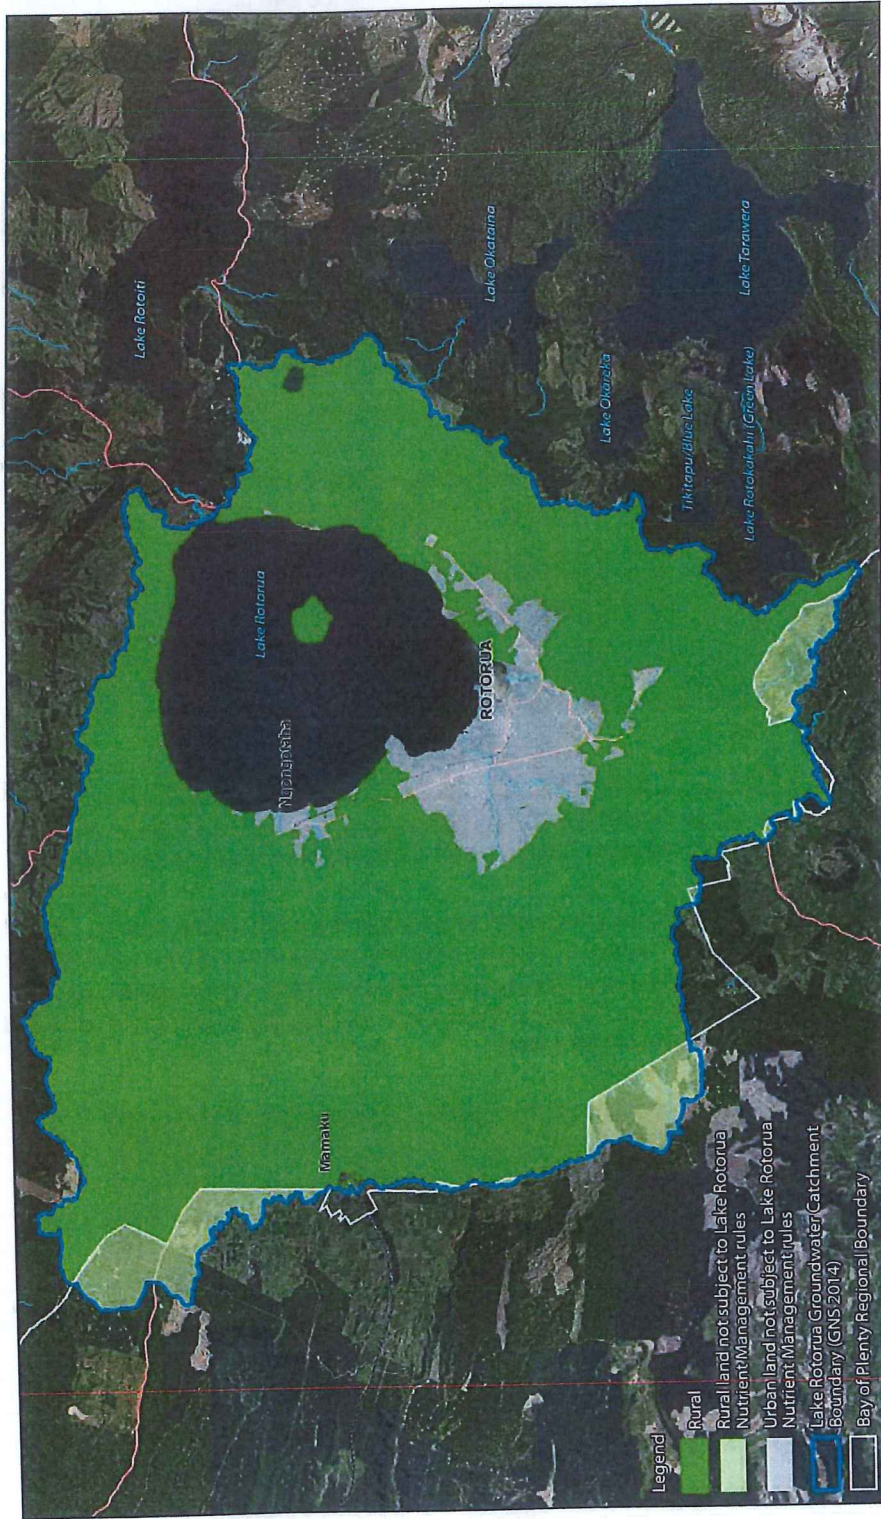 Lake Rotoiti
Lake Rotorua
Ngongotaha
Lake Okataina
Lake Okareka
Lake Tarawera
Tikitapu/Blue Lake
Lake Rotokakahi (Green Lake)
ROTORUA
Mamaku
Legend
Rural
Rural land not subject to Lake Rotorua
Nutrient Management rules
Urban land not subject to Lake Rotorua
Nutrient Management rules
Lake Rotorua Groundwater Catchment
Boundary (GNS 2014)
Bay of Plenty Regional Boundary